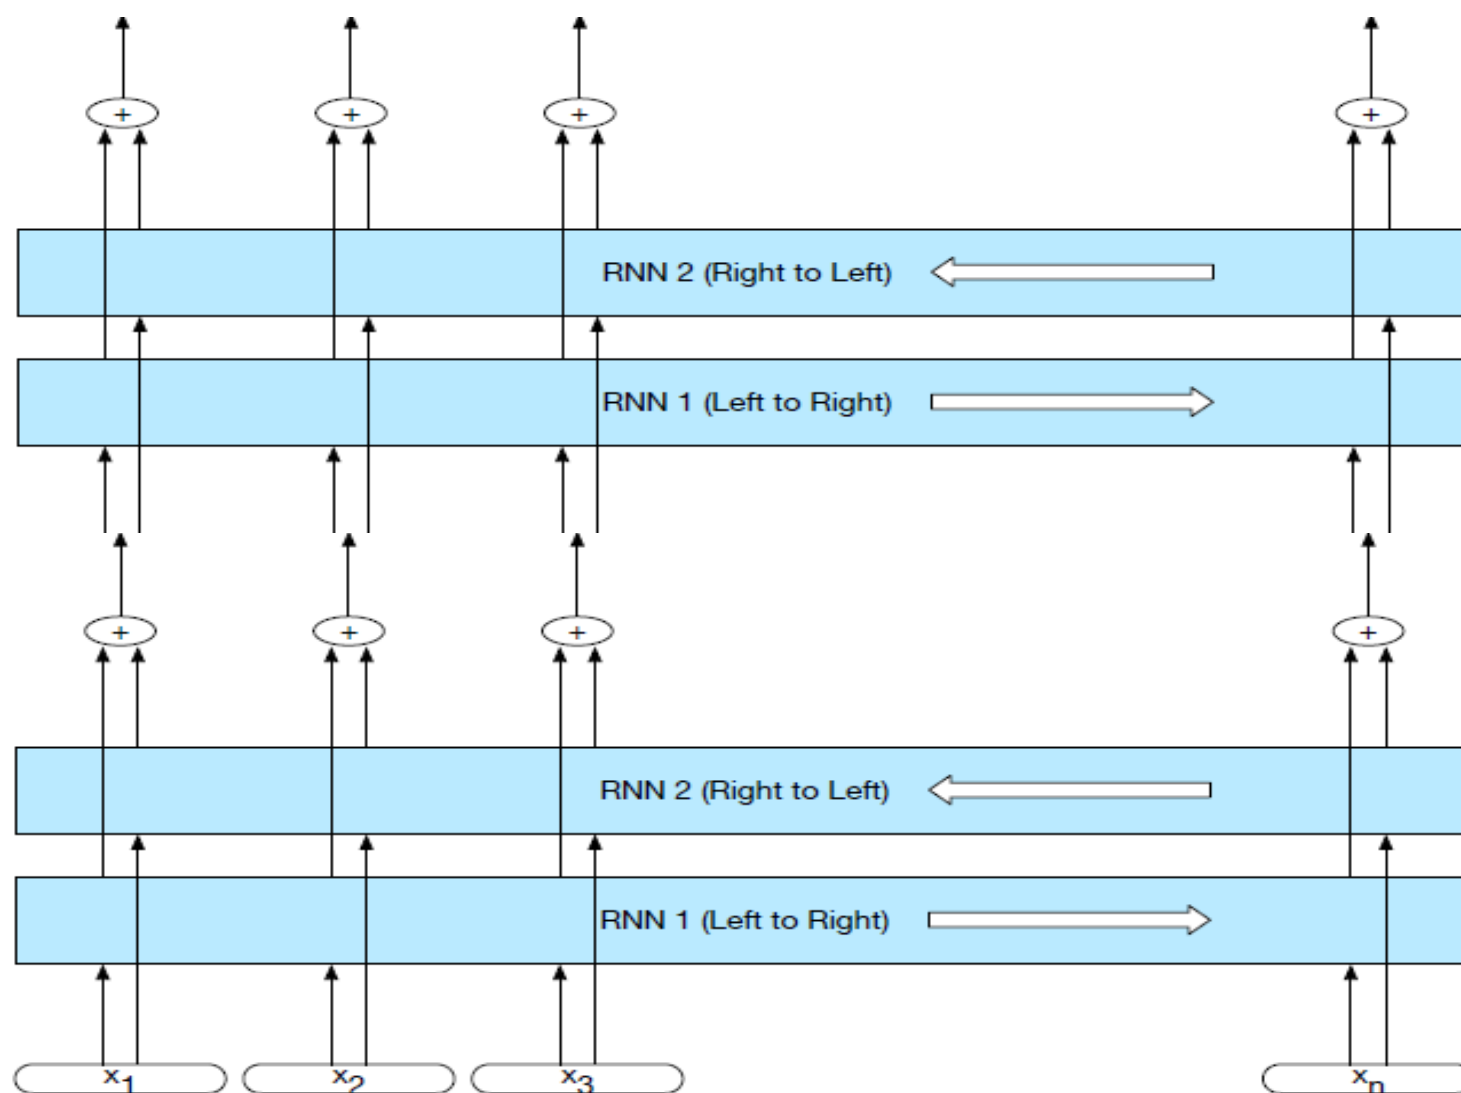 + + + +
RNN 2 (Right to Left)
RNN 1 (Left to Right)
+ + + +
RNN 2 (Right to Left)
RNN 1 (Left to Right)
x1 x2 x3 xn